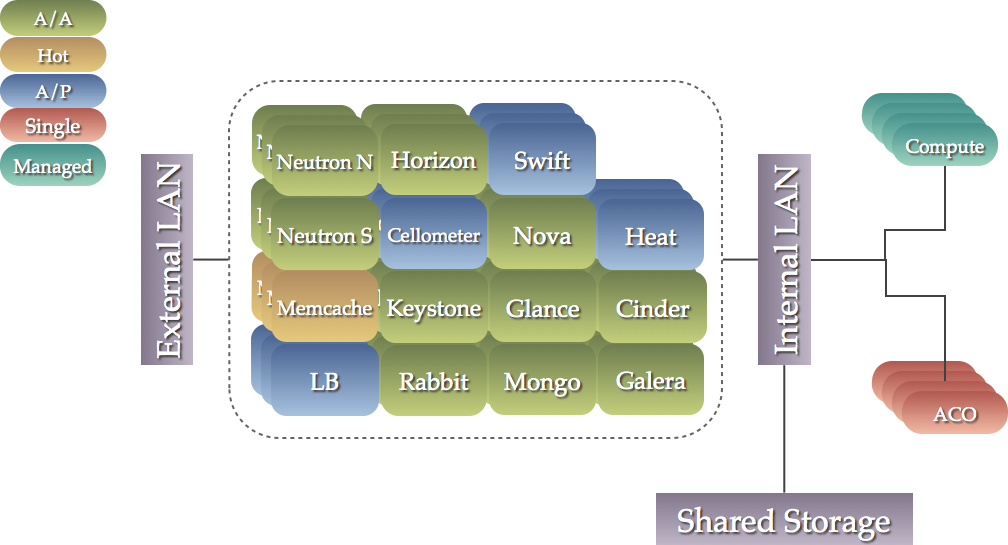 A/A
Hot
A/P
Single
Managed
External LAN
Neutron N
Horizon
Swift
Neutron S
Cellometer
Nova
Heat
Memcache
Keystone
Glance
Cinder
LB
Rabbit
Mongo
Galera
Internal LAN
Compute
ACO
Shared Storage